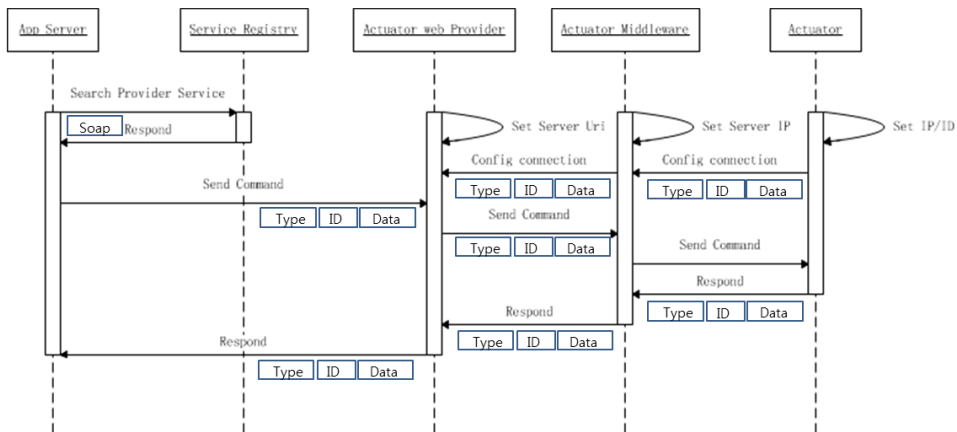 App Server
Service Registry
Actuator web Provider
Actuator Middleware
Actuator
Search Provider Service
Soap
Respond
Set Server Uri
Set Server IP
Set IP/ID
Config connection
Type ID Data
Config connection
Type ID Data
Send Command
Type ID Data
Send Command
Type ID Data
Send Command
Respond
Type ID Data
Respond
Type ID Data
Respond
Type ID Data